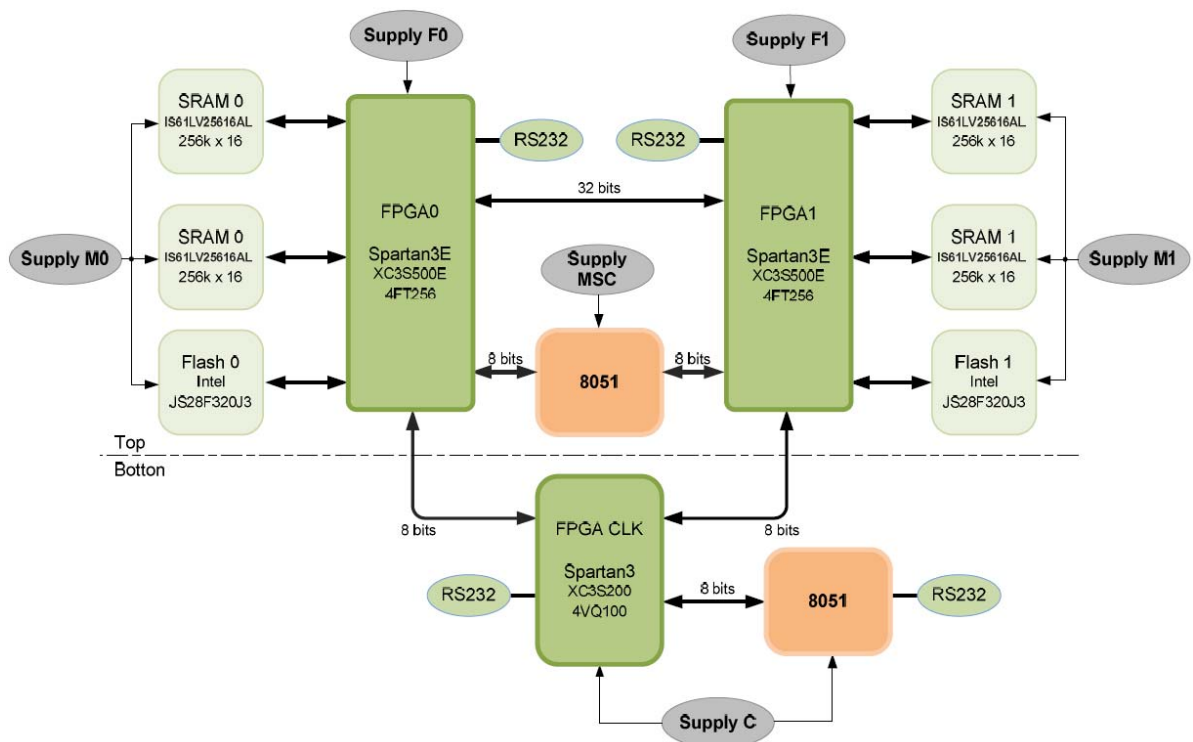 Supply F0
Supply F1
SRAM 0
IS61LV25616AL
256k x 16
RS232
RS232
SRAM 1
IS61LV25616AL
256k x 16
32 bits
FPGA0
Spartan3E
XC3S500E
4FT256
FPGA1
Spartan3E
XC3S500E
4FT256
Supply M0
SRAM 0
IS61LV25616AL
256k x 16
Supply
MSC
SRAM 1
IS61LV25616AL
256k x 16
Supply M1
Flash 0
Intel
JS28F320J3
8 bits
8051
8 bits
Flash 1
Intel
JS28F320J3
Top
Botton
8 bits
FPGA CLK
Spartan3
XC3S200
4VQ100
8 bits
RS232
8 bits
8051
RS232
Supply C